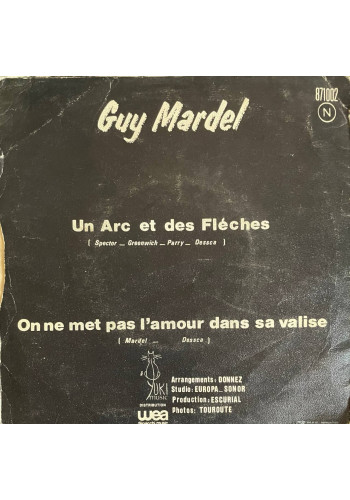 871002
N
Guy Mardel
Un Arc et des Fléches
( Spector _ Greenwich _ Parry _ Dessca )
On ne met pas l'amour dans sa valise
( Mardel _ Dessca )
YUKI
music
DISTRIBUTION
wea
Arrangements: DONNEZ
Studio: EUROPA_ SONOR
Production: ESCURIAL
Photos: TOUROUTE